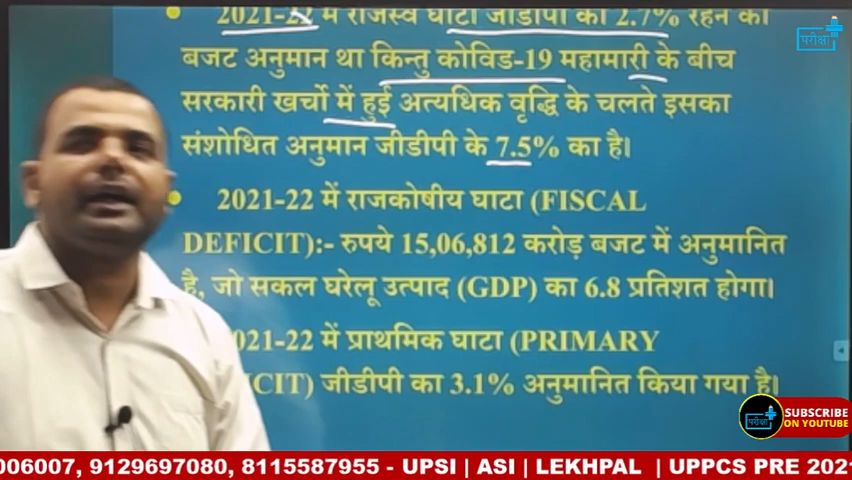 2021-22 में राजस्व घाटा जीडीपी का 2.7% रहने का
बजट अनुमान था किन्तु कोविड-19 महामारी के बीच
सरकारी खर्चो में हुई अत्यधिक वृद्धि के चलते इसका
संशोधित अनुमान जीडीपी के 7.5% का है।
2021-22 में राजकोषीय घाटा (FISCAL
DEFICIT):- रुपये 15,06,812 करोड़ बजट में अनुमानित
है, जो सकल घरेलू उत्पाद (GDP) का 6.8 प्रतिशत होगा।
021-22 में प्राथमिक घाटा (PRIMARY
ICIT) जीडीपी का 3.1% अनुमानित किया गया है।
परीक्षा
परीक्षा
SUBSCRIBE
ON YOUTUBE
006007, 9129697080, 8115587955 - UPSI | ASI | LEKHPAL | UPPCS PRE 2021